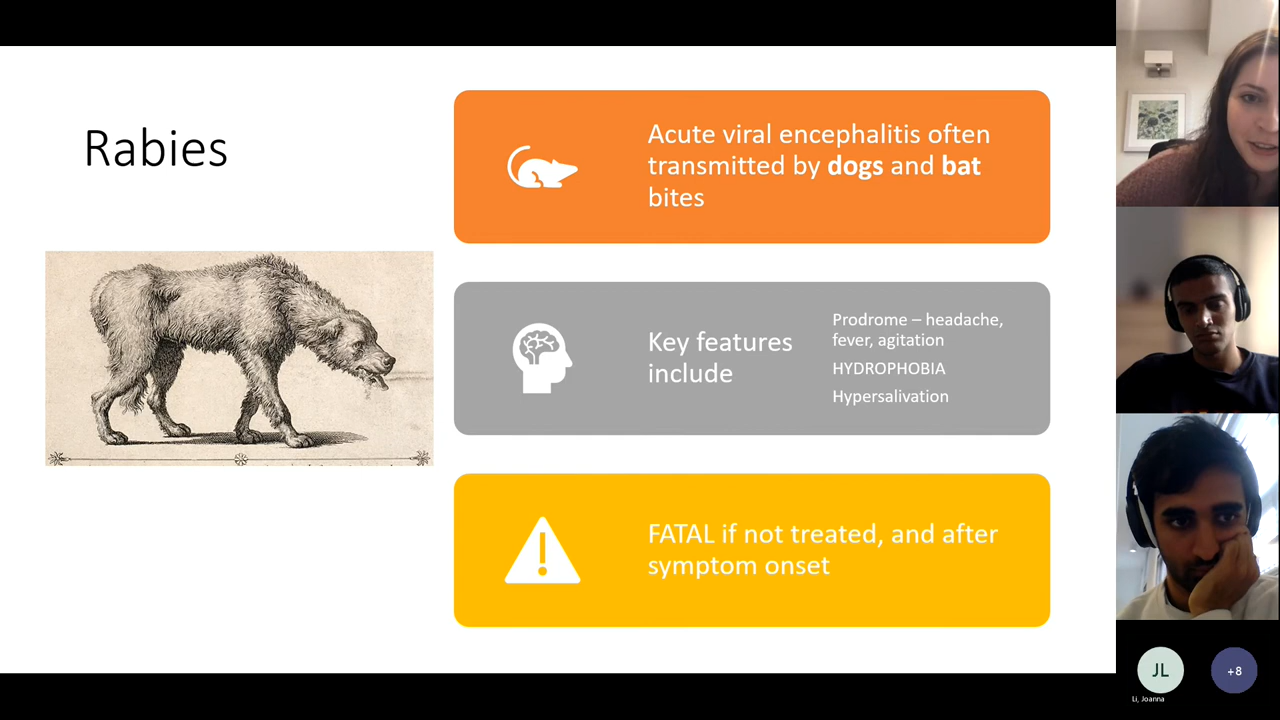 Rabies
Acute viral encephalitis often
transmitted by dogs and bat
bites
Key features
include
Prodrome – headache,
fever, agitation
HYDROPHOBIA
Hypersalivation
FATAL if not treated, and after
symptom onset
JL
+8
Li, Joanna